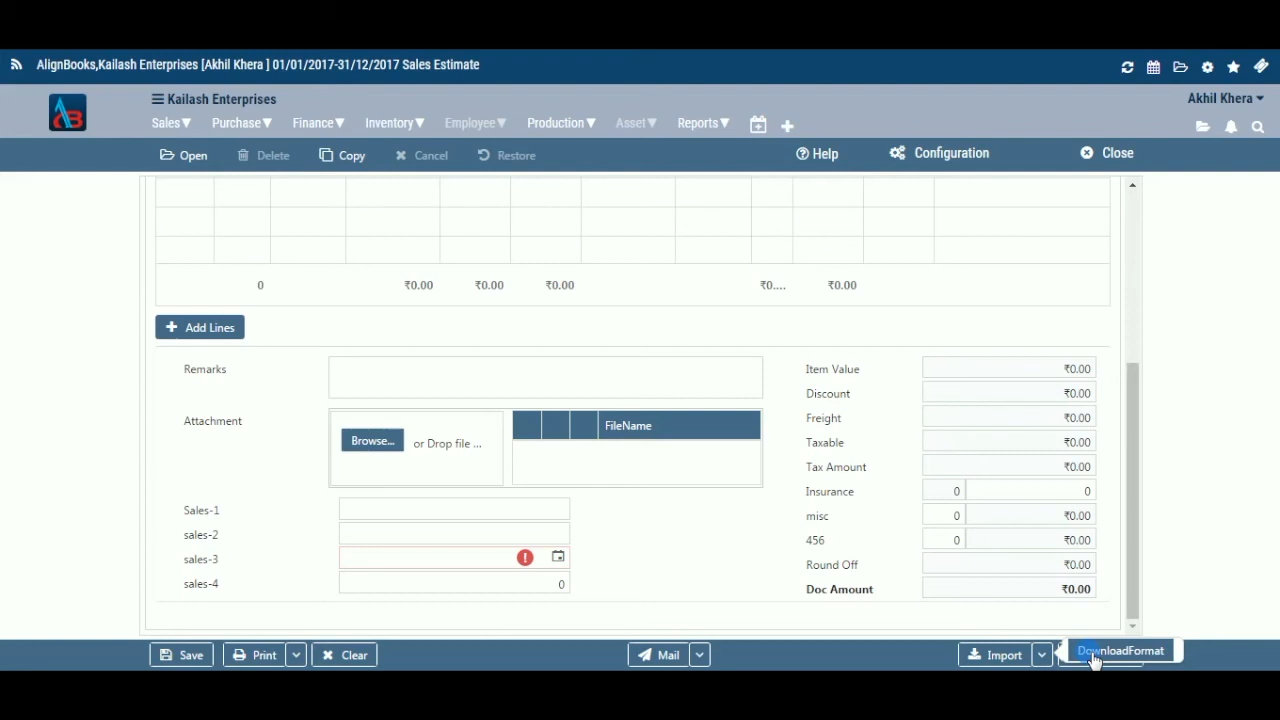 AlignBooks,Kailash Enterprises [Akhil Khera ] 01/01/2017-31/12/2017 Sales Estimate
Kailash Enterprises
Akhil Khera
Sales Purchase Finance Inventory Employee Production Asset Reports
Open Delete Copy Cancel Restore Help Configuration Close
0 ₹0.00 ₹0.00 ₹0.00 ₹0.... ₹0.00
Add Lines
Remarks
Attachment
Browse... or Drop file ...
FileName
Sales-1
sales-2
sales-3
sales-4 0
Item Value ₹0.00
Discount ₹0.00
Freight ₹0.00
Taxable ₹0.00
Tax Amount ₹0.00
Insurance 0 0
misc 0 ₹0.00
456 0 ₹0.00
Round Off ₹0.00
Doc Amount ₹0.00
Save Print Clear Mail Import DownloadFormat